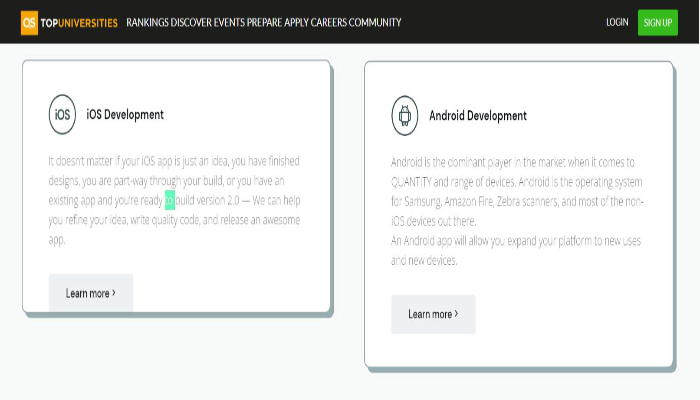 QS TOPUNIVERSITIES RANKINGS DISCOVER EVENTS PREPARE APPLY CAREERS COMMUNITY LOGIN SIGN UP
iOS iOS Development
It doesn't matter if your iOS app is just an idea, you have finished
designs, you are part-way through your build, or you have an
existing app and you're ready to build version 2.0 — We can help
you refine your idea, write quality code, and release an awesome
app.
Learn more >
Android Development
Android is the dominant player in the market when it comes to
QUANTITY and range of devices. Android is the operating system
for Samsung, Amazon Fire, Zebra scanners, and most of the non-
iOS devices out there.
An Android app will allow you expand your platform to new uses
and new devices.
Learn more >